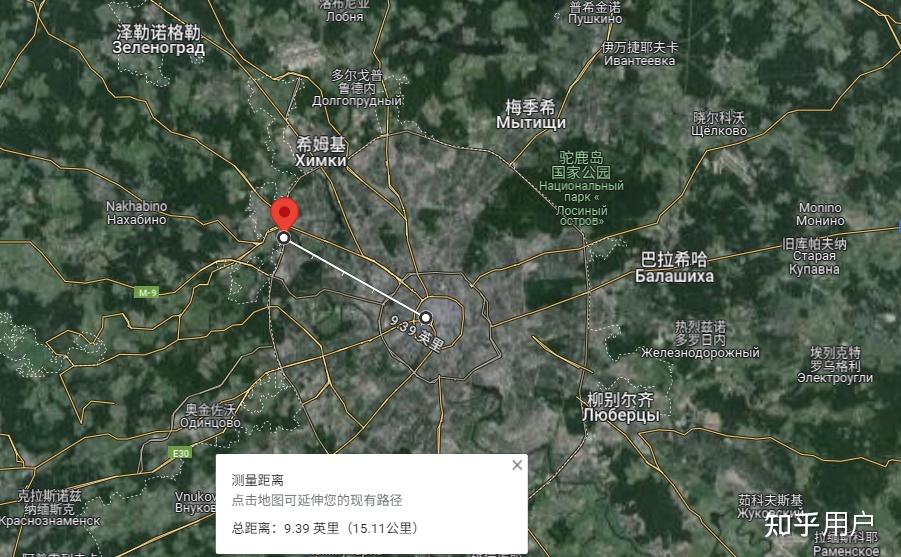 洛布尼亚
Лобня
普希金诺
Пушкино
泽勒诺格勒
Зеленоград
伊万捷耶夫卡
Ивантеевка
多尔戈普
鲁德内
Долгопрудный
梅季希
Мытищи
晓尔科沃
Щёлково
希姆基
Химки
驼鹿岛
国家公园
Национальный
парк «
Лосиный
остров»
Nakhabino
Нахабино
Monino
Монино
旧库帕夫纳
Старая
Купавна
巴拉希哈
Балашиха
M-9
9.39 英里
热烈兹诺
多罗日内
Железнодорожный
埃列克特
罗乌格利
Электроугли
柳别尔齐
Люберцы
奥金佐沃
Одинцово
E30
测量距离
点击地图可延伸您的现有路径
总距离：9.39 英里（15.11公里）
克拉斯诺兹
纳缅斯克
Краснознаменск
Vnukov
Внуков
茹科夫斯基
Жуковский
知乎用户
拉缅斯科耶
Раменское